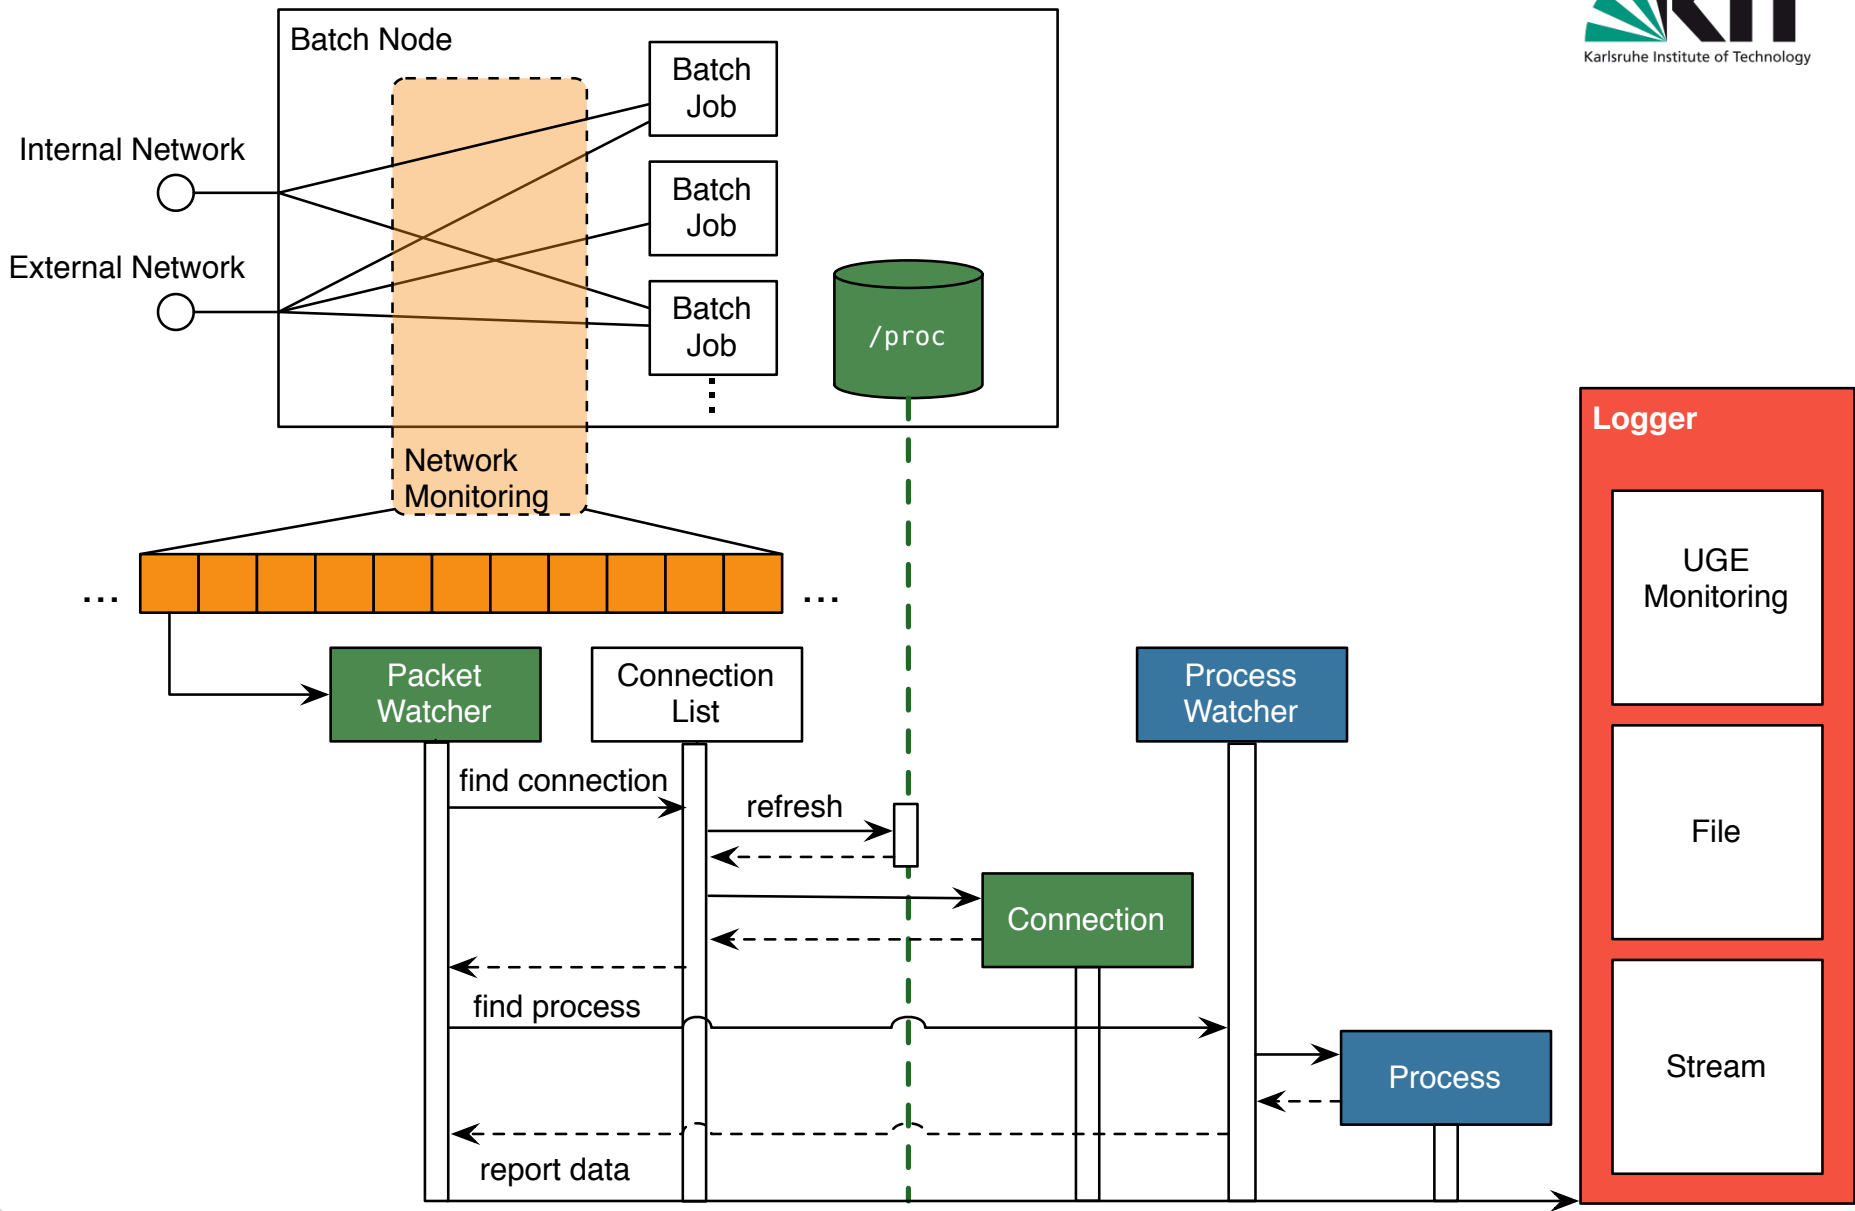 Batch Node
KIT
Karlsruhe Institute of Technology
Batch
Job
Internal Network
Batch
Job
External Network
Batch
Job
/proc
Logger
Network
Monitoring
UGE
Monitoring
...
...
Packet
Watcher
Connection
List
Process
Watcher
find connection
refresh
File
Connection
find process
Process
Stream
report data